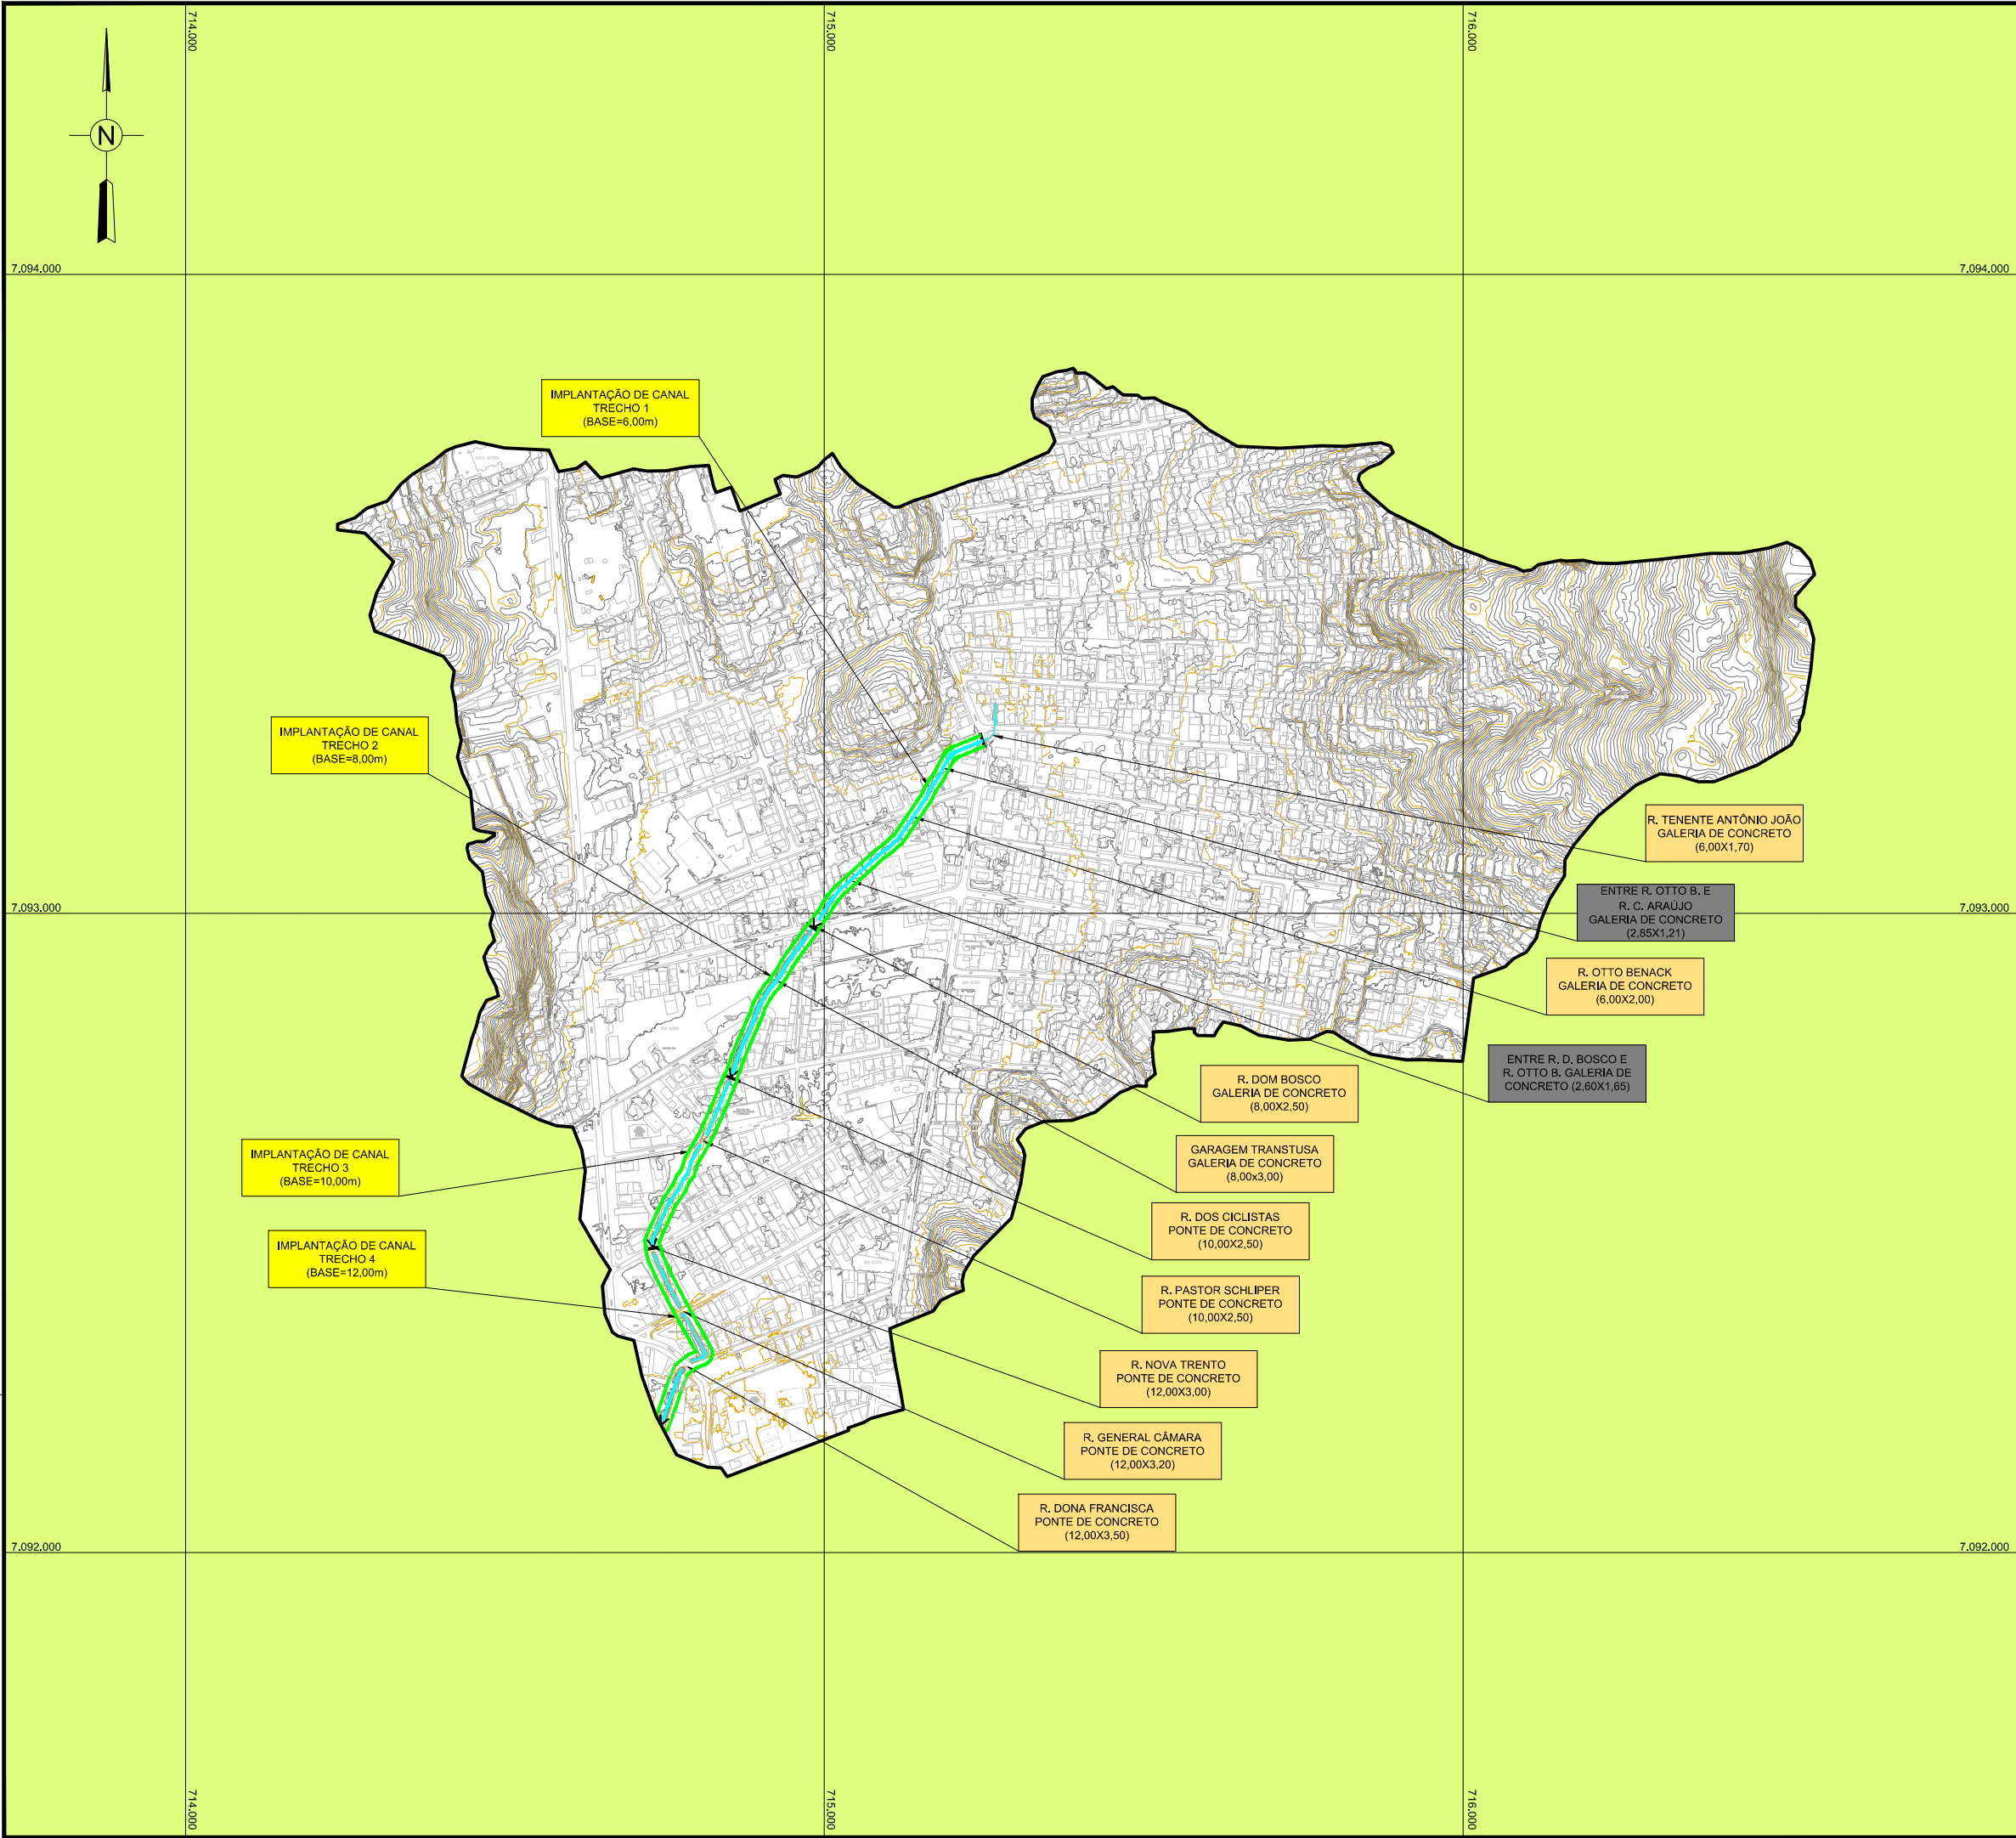 714.000
715.000
716.000
N
7.094.000
7.094.000
IMPLANTAÇÃO DE CANAL
TRECHO 1
(BASE=6,00m)
IMPLANTAÇÃO DE CANAL
TRECHO 2
(BASE=8,00m)
R. TENENTE ANTÔNIO JOÃO
GALERIA DE CONCRETO
(6,00X1,70)
ENTRE R. OTTO B. E
R. C. ARAÚJO
GALERIA DE CONCRETO
(2,85X1,21)
7.093.000
7.093.000
R. OTTO BENACK
GALERIA DE CONCRETO
(6,00X2,00)
ENTRE R. D. BOSCO E
R. OTTO B. GALERIA DE
CONCRETO (2,60X1,65)
R. DOM BOSCO
GALERIA DE CONCRETO
(8,00X2,50)
IMPLANTAÇÃO DE CANAL
TRECHO 3
(BASE=10,00m)
GARAGEM TRANSTUSA
GALERIA DE CONCRETO
(8,00x3,00)
R. DOS CICLISTAS
PONTE DE CONCRETO
(10,00X2,50)
IMPLANTAÇÃO DE CANAL
TRECHO 4
(BASE=12,00m)
R. PASTOR SCHLIPER
PONTE DE CONCRETO
(10,00X2,50)
R. NOVA TRENTO
PONTE DE CONCRETO
(12,00X3,00)
R. GENERAL CÂMARA
PONTE DE CONCRETO
(12,00X3,20)
R. DONA FRANCISCA
PONTE DE CONCRETO
(12,00X3,50)
7.092.000
7.092.000
714.000
715.000
716.000